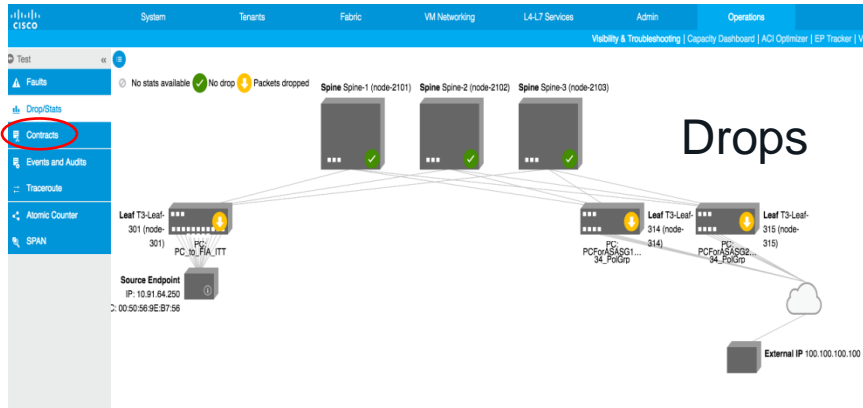 CISCO
System Tenants Fabric VM Networking L4-L7 Services Admin Operations
Visibility & Troubleshooting | Capacity Dashboard | ACI Optimizer | EP Tracker | V
Test «
Faults
Drop/Stats
Contracts
Events and Audits
Traceroute
Atomic Counter
SPAN
No stats available No drop Packets dropped
Spine Spine-1 (node-2101) Spine Spine-2 (node-2102) Spine Spine-3 (node-2103)
Drops
Leaf T3-Leaf-
301 (node-
301)
PC:
PC_to_FIA_ITT
Leaf T3-Leaf-
314 (node-
314)
PC:
PCForASASG1...
34_PolGrp
Leaf T3-Leaf-
315 (node-
315)
PC:
PCForASASG2...
34_PolGrp
Source Endpoint
IP: 10.91.64.250
C: 00:50:56:9E:B7:56
External IP 100.100.100.100